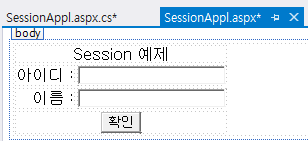 SessionAppl.aspx.cs* SessionAppl.aspx*
body
Session 예제
아이디 :
이름 :
확인